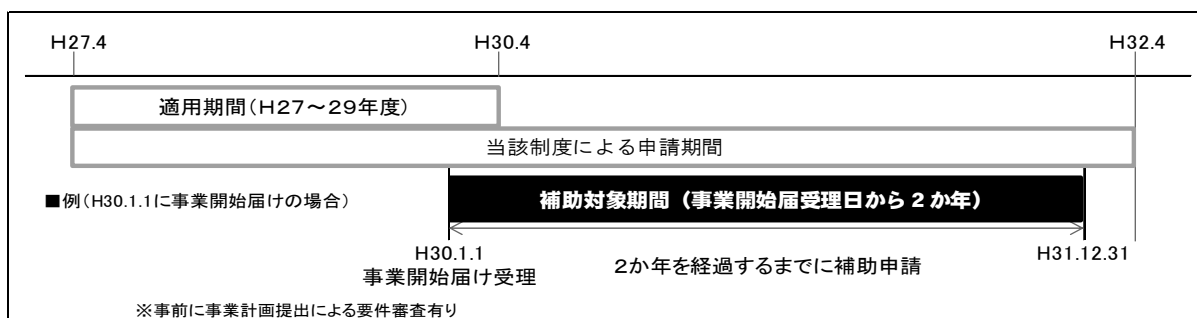 H27.4 H30.4 H32.4
適用期間(H27~29年度)
当該制度による申請期間
■例(H30.1.1に事業開始届けの場合)
補助対象期間(事業開始届受理日から2か年)
H30.1.1 H31.12.31
事業開始届け受理
2か年を経過するまでに補助申請
※事前に事業計画提出による要件審査有り